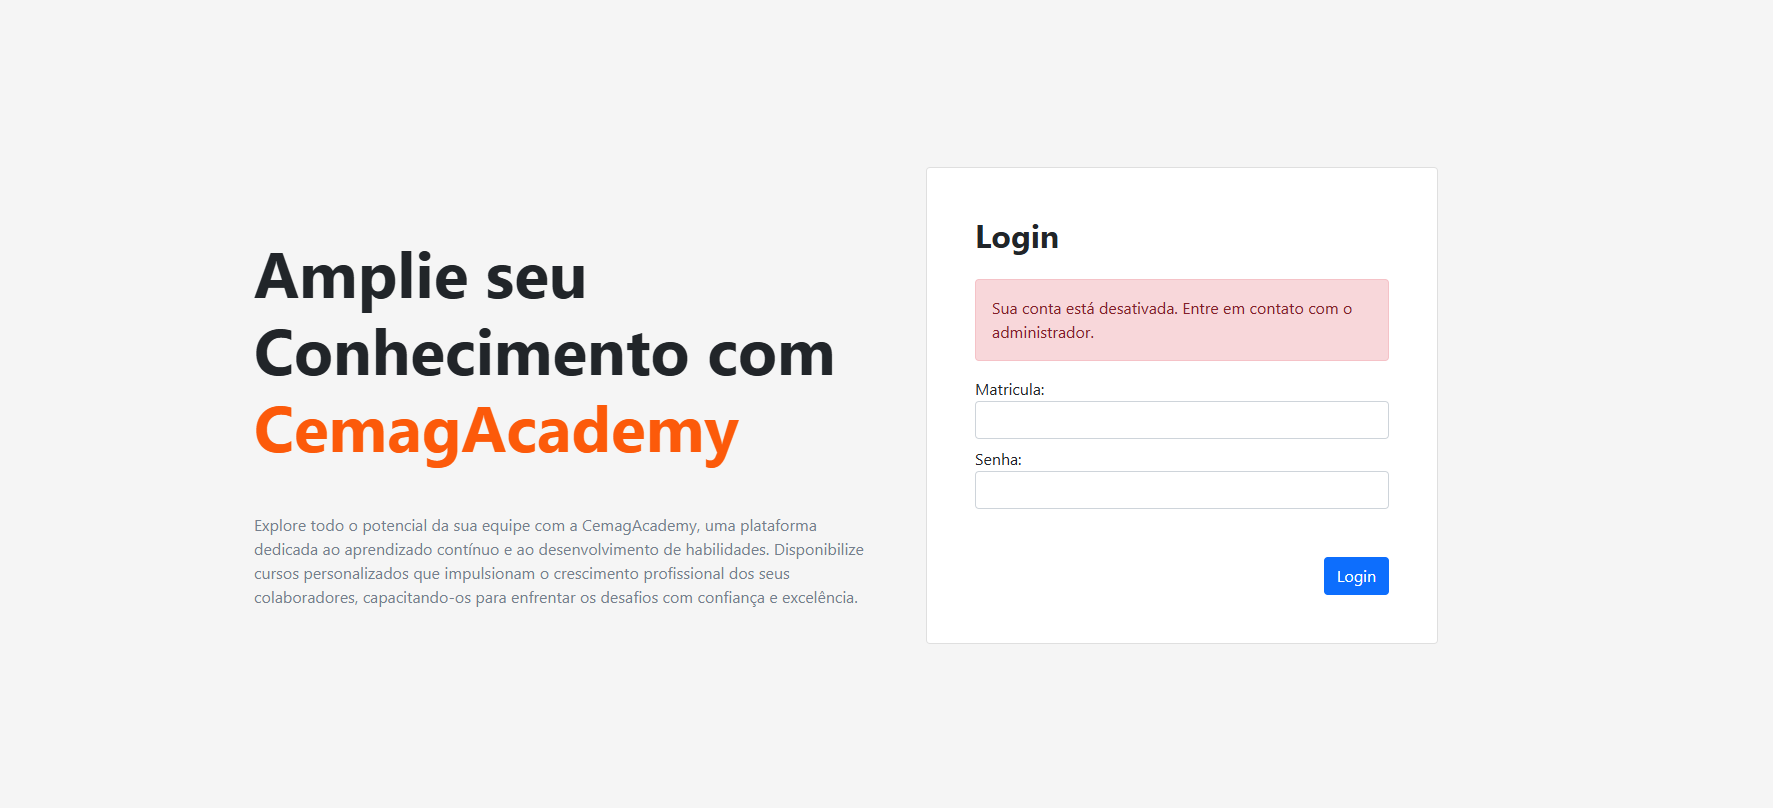 Amplie seu
Conhecimento com
CemagAcademy
Explore todo o potencial da sua equipe com a CemagAcademy, uma plataforma
dedicada ao aprendizado contínuo e ao desenvolvimento de habilidades. Disponibilize
cursos personalizados que impulsionam o crescimento profissional dos seus
colaboradores, capacitando-os para enfrentar os desafios com confiança e excelência.
Login
Sua conta está desativada. Entre em contato com o
administrador.
Matricula:
Senha:
Login